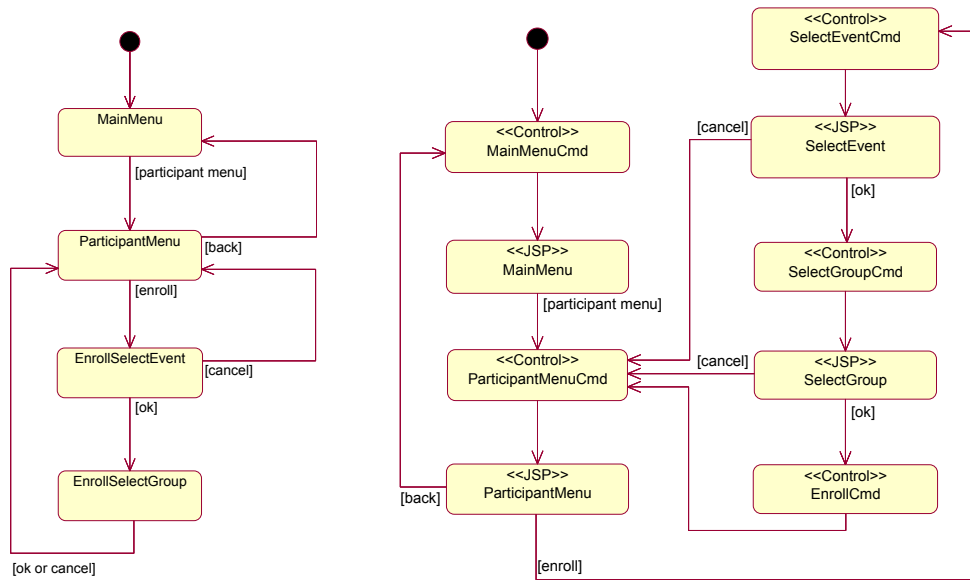 MainMenu
[participant menu]
ParticipantMenu
[back]
[enroll]
EnrollSelectEvent
[cancel]
[ok]
EnrollSelectGroup
[ok or cancel]
<<Control>>
MainMenuCmd
<<JSP>>
MainMenu
[participant menu]
<<Control>>
ParticipantMenuCmd
<<JSP>>
ParticipantMenu
[back]
[enroll]
<<Control>>
SelectEventCmd
[cancel]
<<JSP>>
SelectEvent
[ok]
<<Control>>
SelectGroupCmd
[cancel]
<<JSP>>
SelectGroup
[ok]
<<Control>>
EnrollCmd